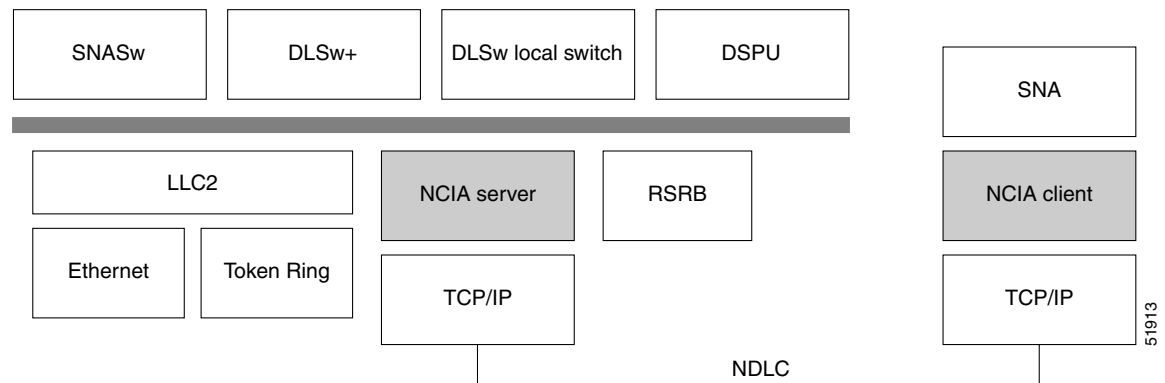 SNASw
DLSw+
DLSw local switch
DSPU
SNA
LLC2
NCIA server
RSRB
NCIA client
Ethernet
Token Ring
TCP/IP
TCP/IP
51913
NDLC